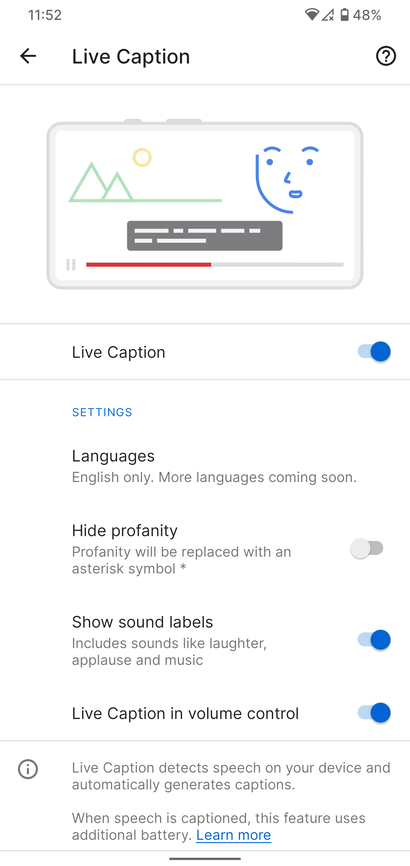 11:52
48%
Live Caption
Live Caption
SETTINGS
Languages
English only. More languages coming soon.
Hide profanity
Profanity will be replaced with an
asterisk symbol *
Show sound labels
Includes sounds like laughter,
applause and music
Live Caption in volume control
Live Caption detects speech on your device and
automatically generates captions.
When speech is captioned, this feature uses
additional battery. Learn more